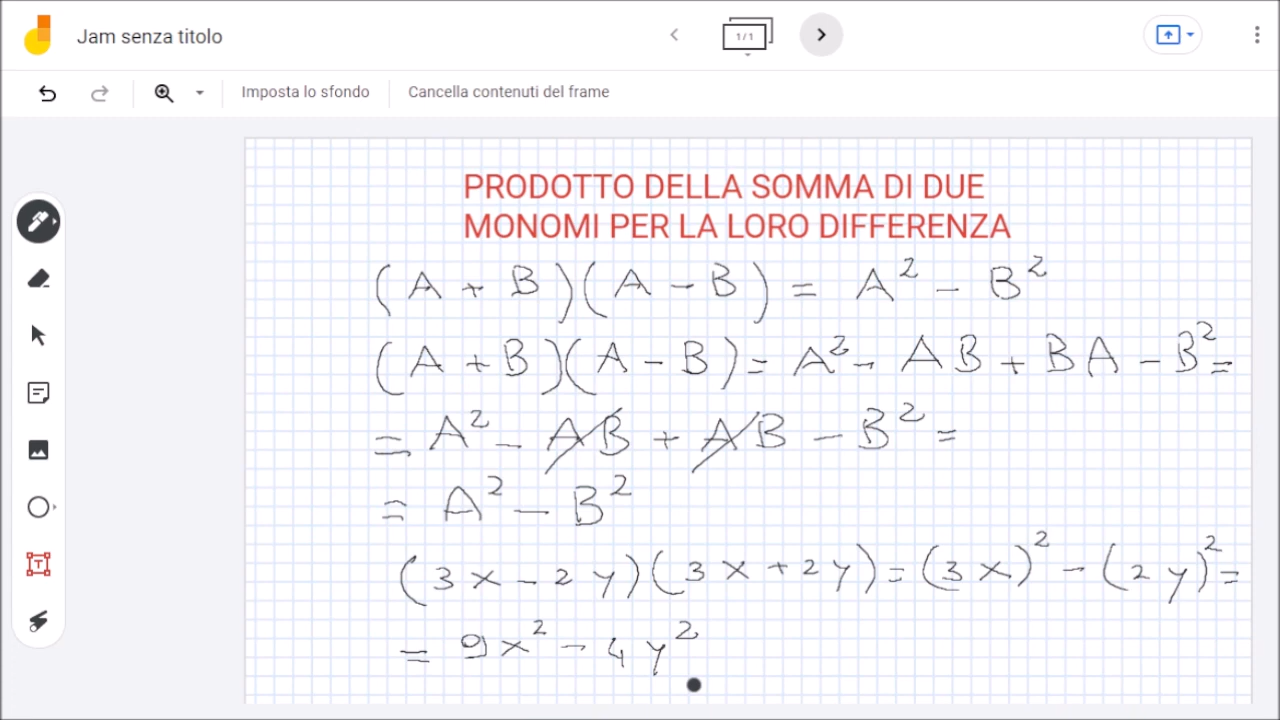 Jam senza titolo
1/1
Imposta lo sfondo
Cancella contenuti del frame
PRODOTTO DELLA SOMMA DI DUE
MONOMI PER LA LORO DIFFERENZA
(A + B)(A - B) = A² - B²
(A + B)(A - B) = A² - AB + BA - B² =
= A² - AB + AB - B² =
= A² - B²
(3x - 2y)(3x + 2y) = (3x)² - (2y)² =
= 9x² - 4y²
T